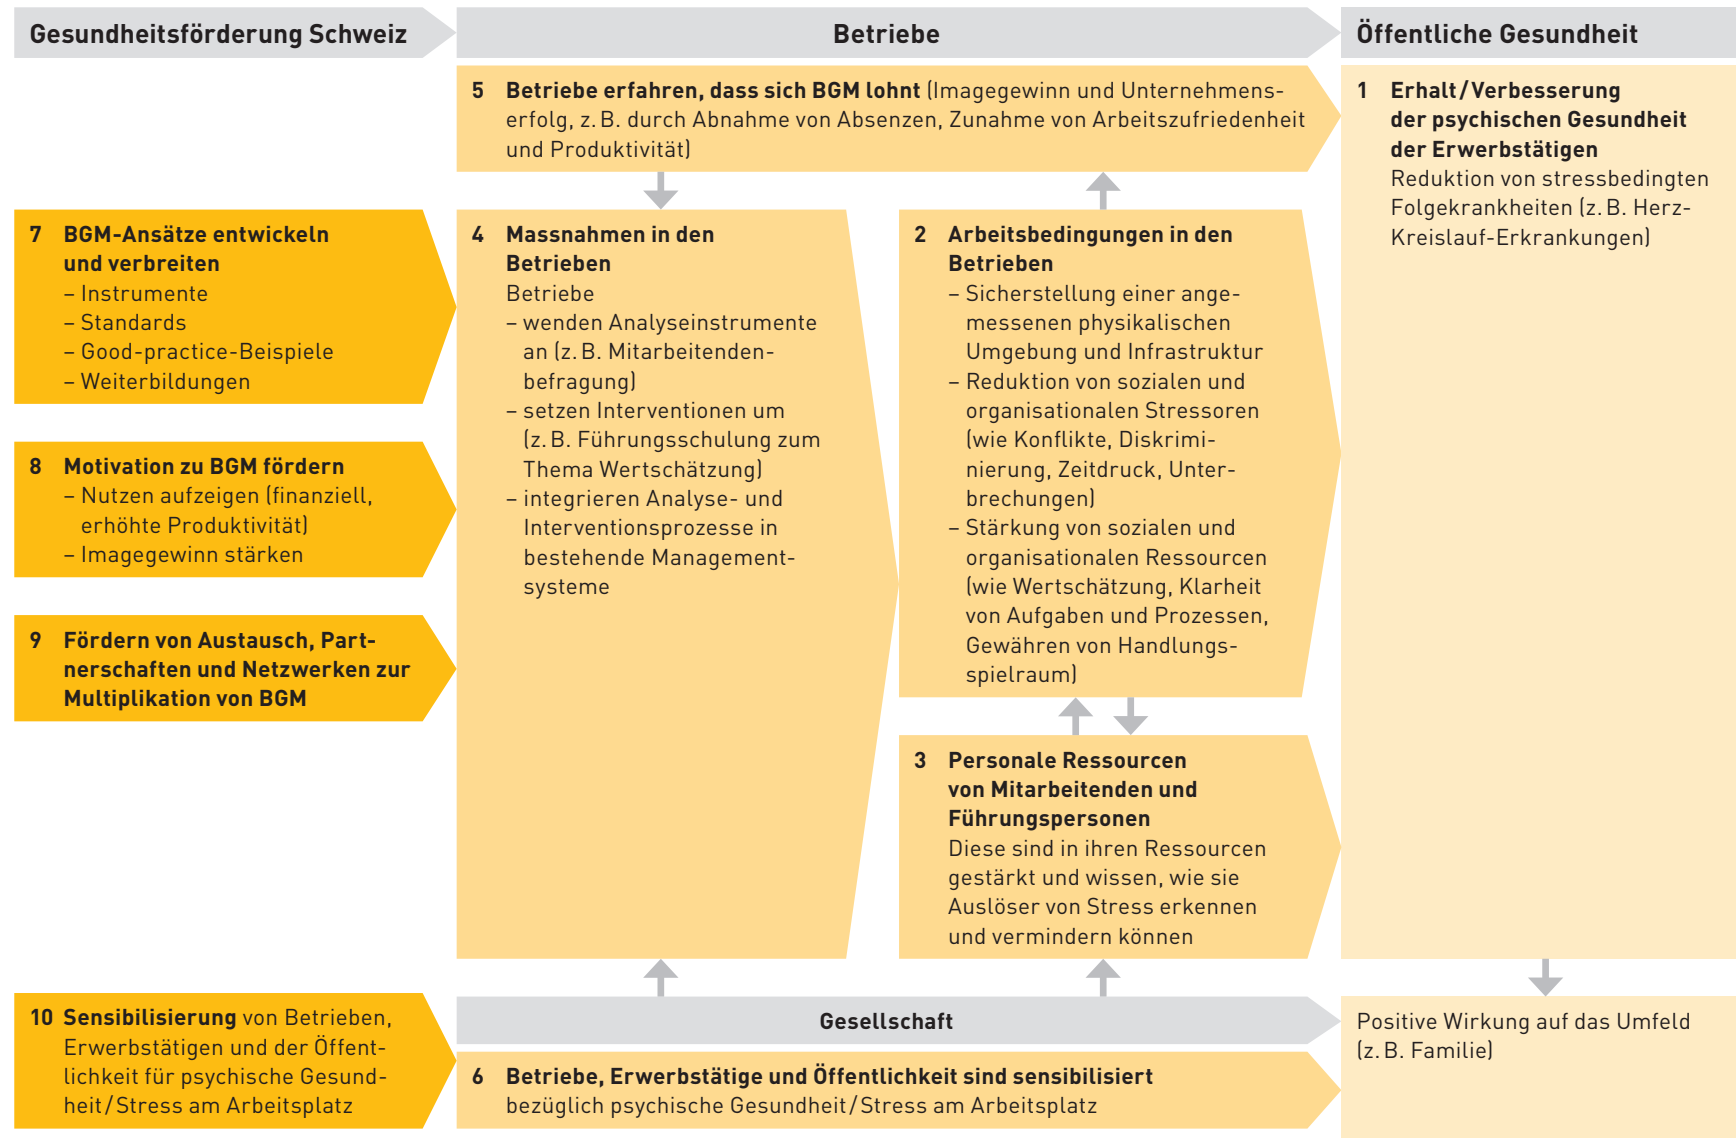 Gesundheitsförderung Schweiz
Betriebe
Öffentliche Gesundheit
5 Betriebe erfahren, dass sich BGM lohnt (Imagegewinn und Unternehmens-
erfolg, z. B. durch Abnahme von Absenzen, Zunahme von Arbeitszufriedenheit
und Produktivität)
1 Erhalt/Verbesserung
der psychischen Gesundheit
der Erwerbstätigen
Reduktion von stressbedingten
Folgekrankheiten (z. B. Herz-
Kreislauf-Erkrankungen)
7 BGM-Ansätze entwickeln
und verbreiten
– Instrumente
– Standards
– Good-practice-Beispiele
– Weiterbildungen
8 Motivation zu BGM fördern
– Nutzen aufzeigen (finanziell,
erhöhte Produktivität)
– Imagegewinn stärken
9 Fördern von Austausch, Part-
nerschaften und Netzwerken zur
Multiplikation von BGM
4 Massnahmen in den
Betrieben
Betriebe
– wenden Analyseinstrumente
an (z. B. Mitarbeitenden-
befragung)
– setzen Interventionen um
(z. B. Führungsschulung zum
Thema Wertschätzung)
– integrieren Analyse- und
Interventionsprozesse in
bestehende Management-
systeme
2 Arbeitsbedingungen in den
Betrieben
– Sicherstellung einer ange-
messenen physikalischen
Umgebung und Infrastruktur
– Reduktion von sozialen und
organisationalen Stressoren
(wie Konflikte, Diskrimi-
nierung, Zeitdruck, Unter-
brechungen)
– Stärkung von sozialen und
organisationalen Ressourcen
(wie Wertschätzung, Klarheit
von Aufgaben und Prozessen,
Gewähren von Handlungs-
spielraum)
3 Personale Ressourcen
von Mitarbeitenden und
Führungspersonen
Diese sind in ihren Ressourcen
gestärkt und wissen, wie sie
Auslöser von Stress erkennen
und vermindern können
10 Sensibilisierung von Betrieben,
Erwerbstätigen und der Öffent-
lichkeit für psychische Gesund-
heit/Stress am Arbeitsplatz
Gesellschaft
6 Betriebe, Erwerbstätige und Öffentlichkeit sind sensibilisiert
bezüglich psychische Gesundheit/Stress am Arbeitsplatz
Positive Wirkung auf das Umfeld
(z. B. Familie)